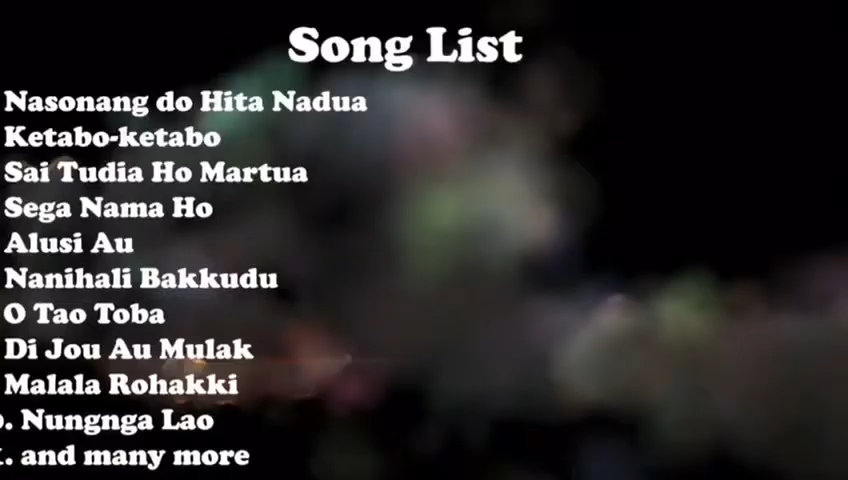 Song List
Nasonang do Hita Nadua
Ketabo-ketabo
Sai Tudia Ho Martua
Sega Nama Ho
Alusi Au
Nanihali Bakkudu
O Tao Toba
Di Jou Au Mulak
Malala Rohakki
. Nungnga Lao
. and many more